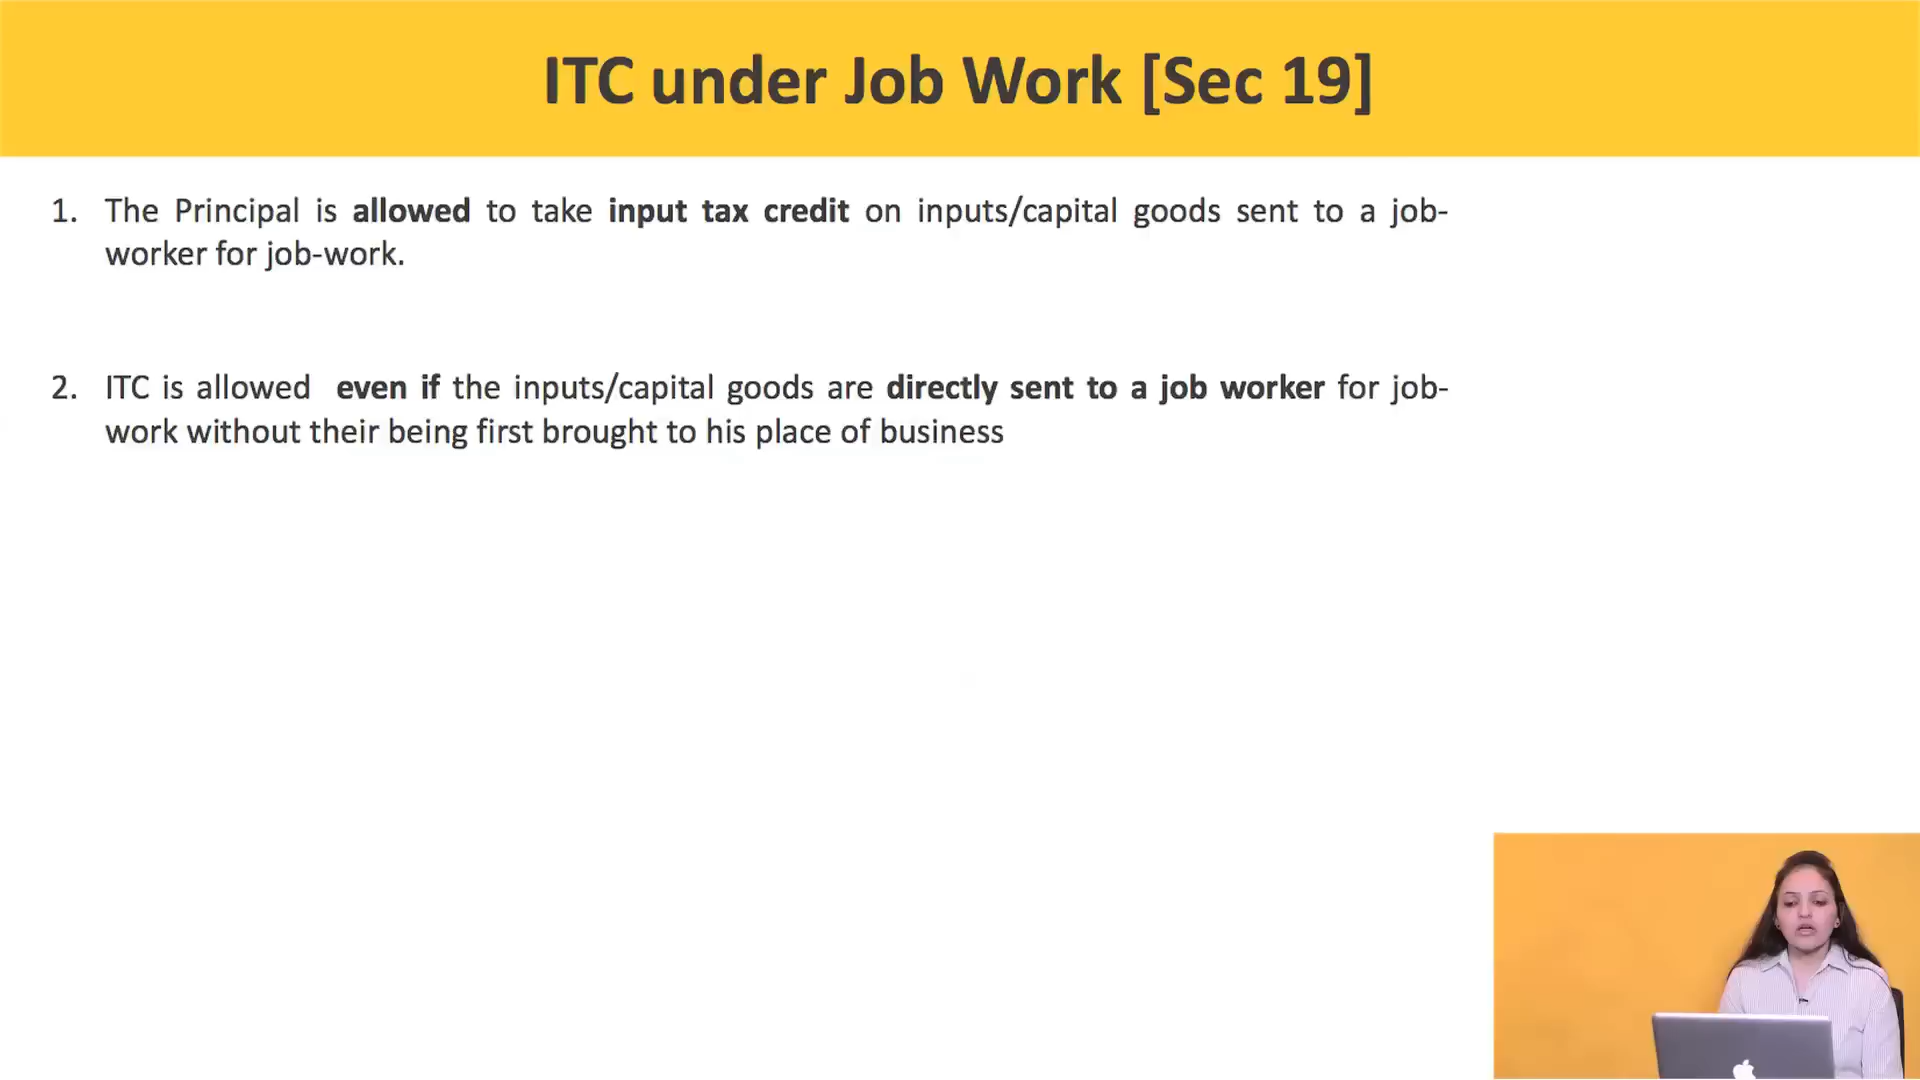 ITC under Job Work [Sec 19]
1. The Principal is allowed to take input tax credit on inputs/capital goods sent to a job-
worker for job-work.
2. ITC is allowed even if the inputs/capital goods are directly sent to a job worker for job-
work without their being first brought to his place of business